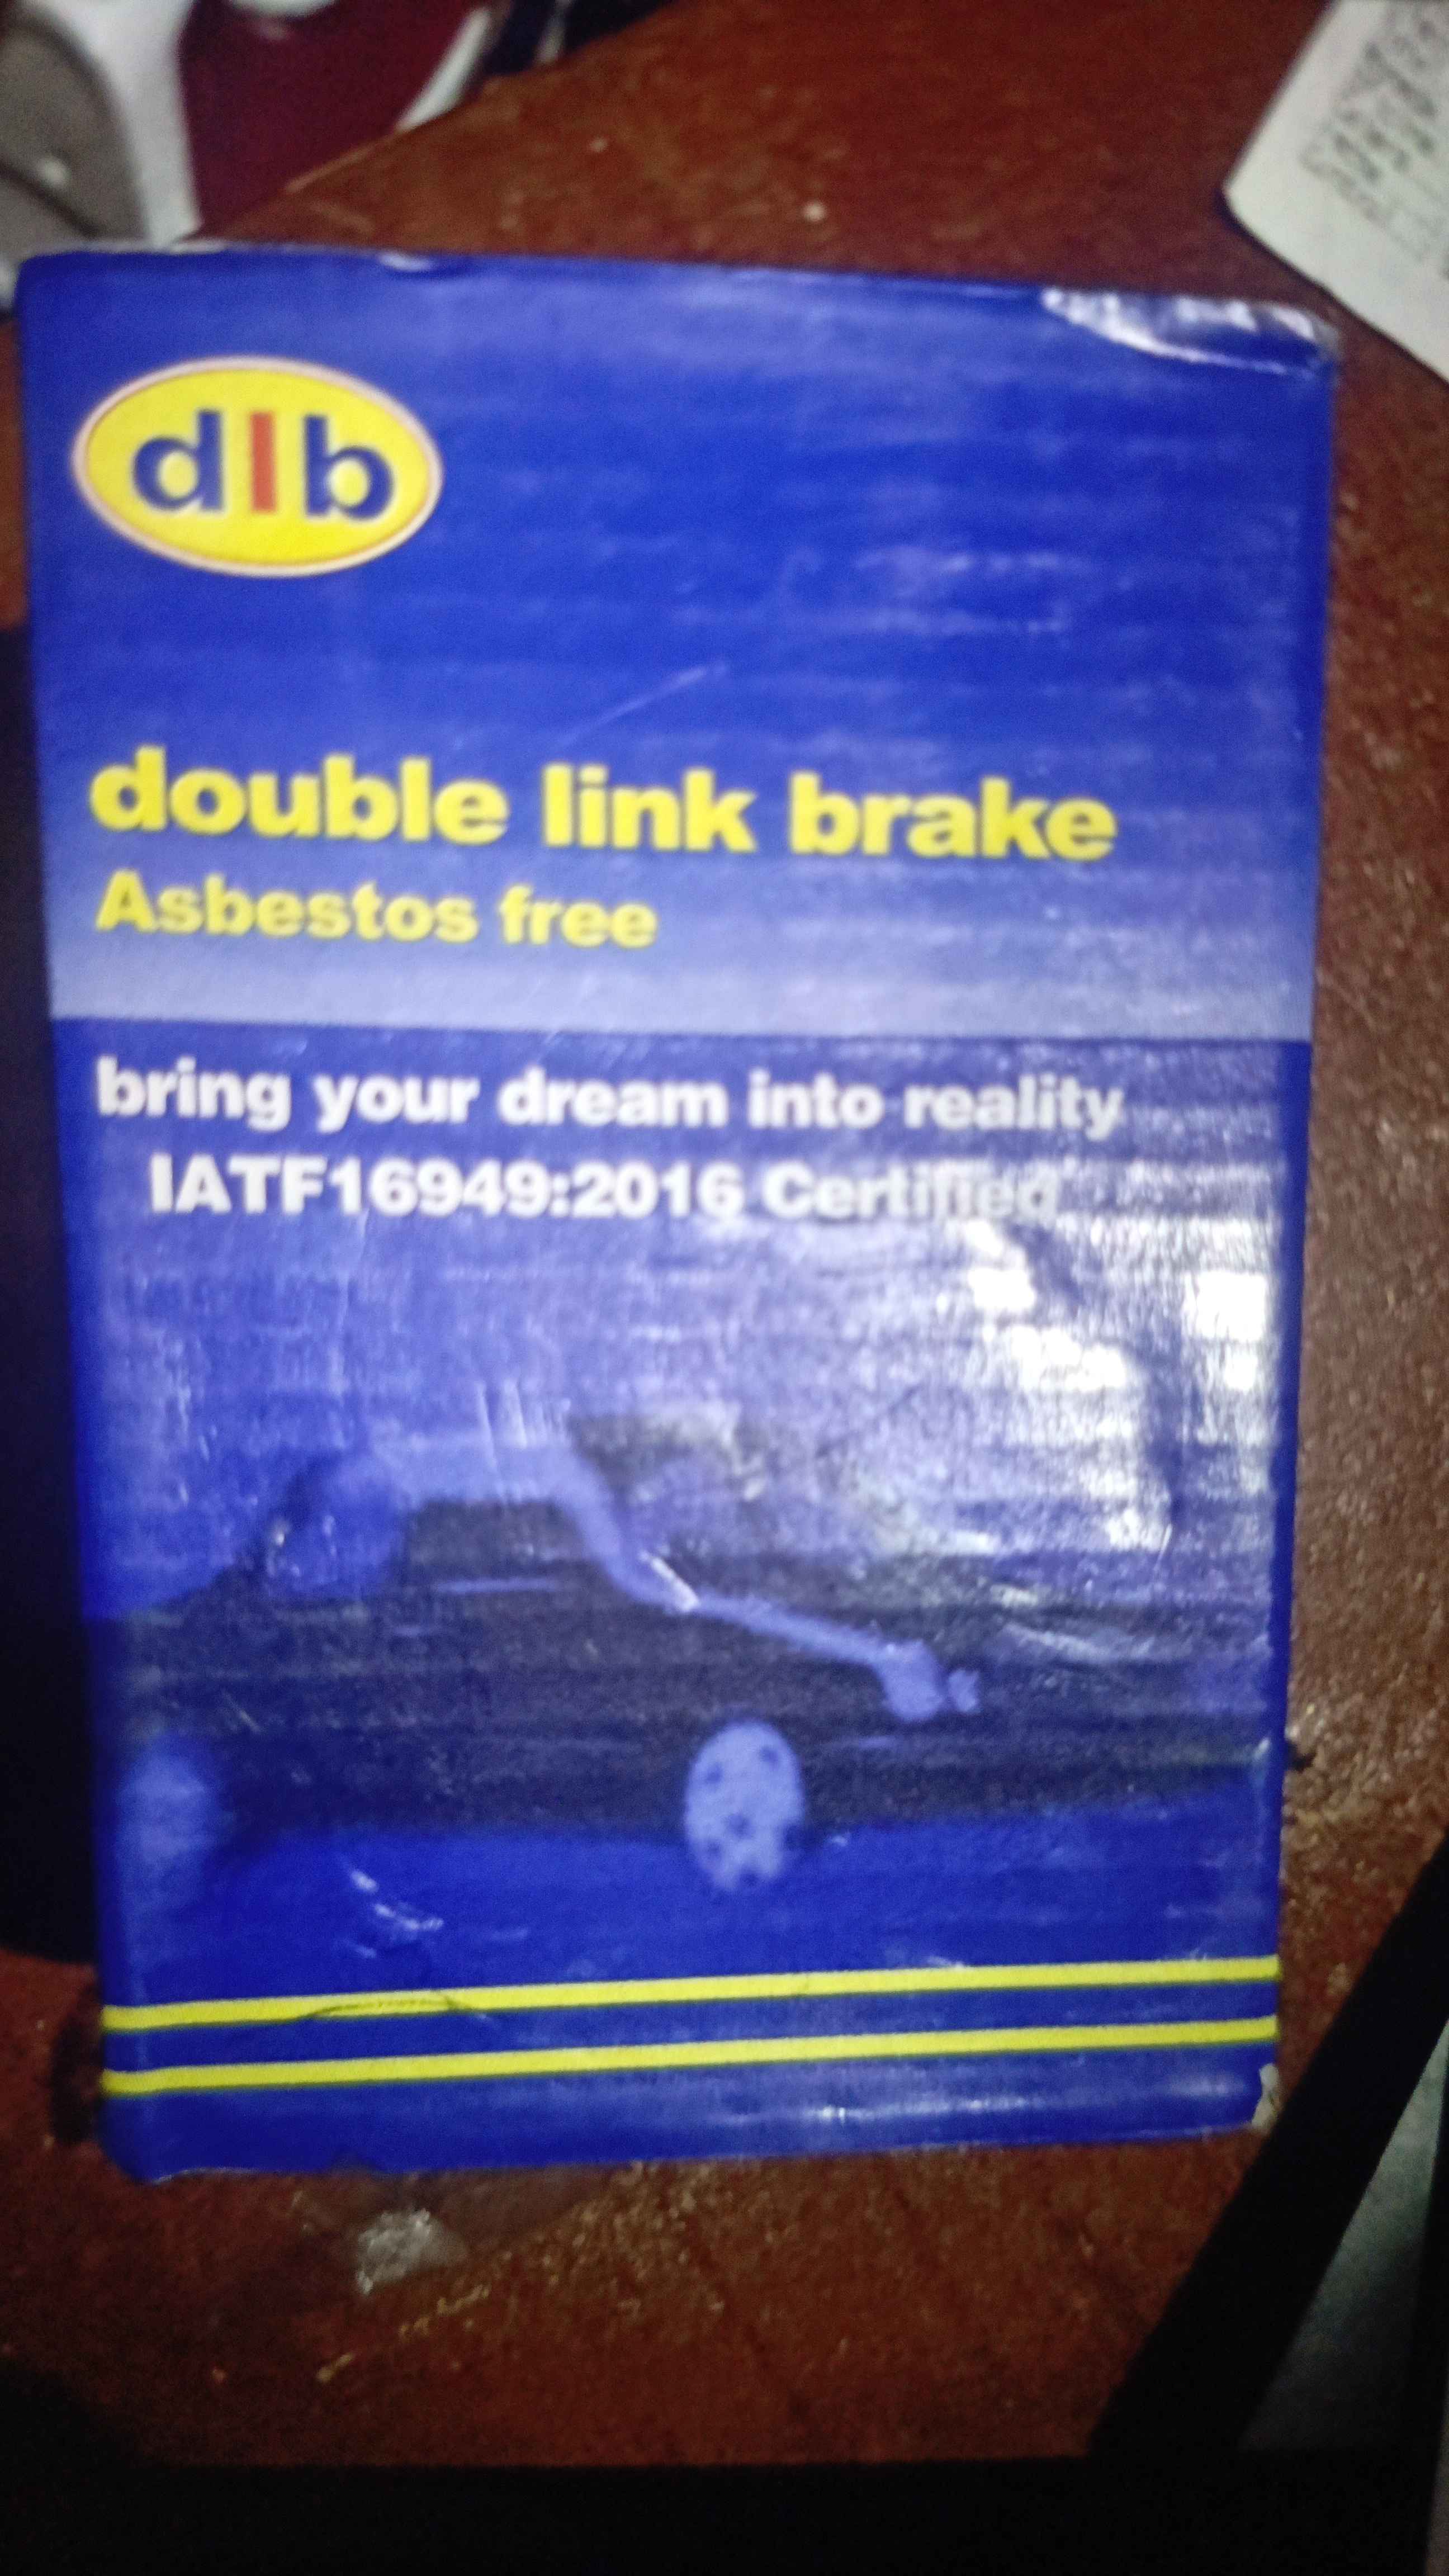 dlb
double link brake
Asbestos free
bring your dream into reality
IATF16949:2016 Certified